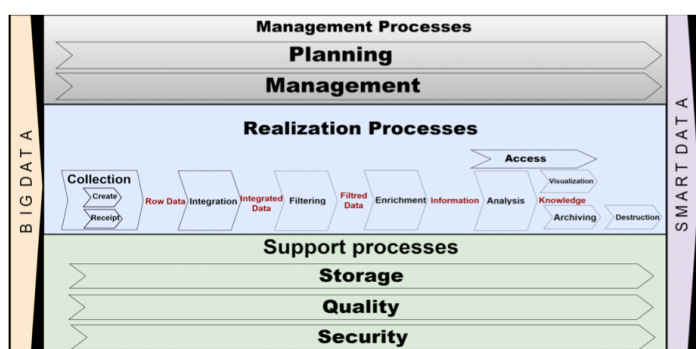 BIG DATA
Management Processes
Planning
Management
Realization Processes
Access
Collection
Create
Receipt
Row Data
Integration
Integrated
Data
Filtering
Filtred
Data
Enrichment
Information
Analysis
Visualization
Knowledge
Archiving
Destruction
Support processes
Storage
Quality
Security
SMART DATA